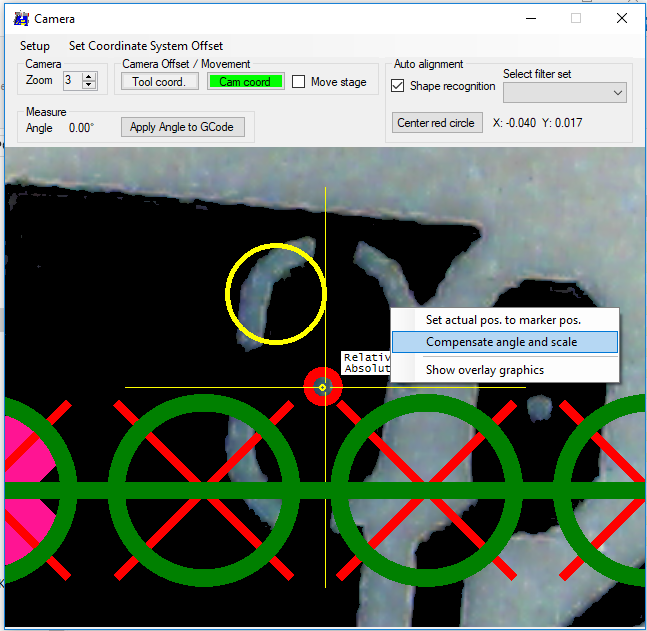 Camera
Setup Set Coordinate System Offset
Camera
Zoom 3
Camera Offset / Movement
Tool coord. Cam coord Move stage
Auto alignment
Shape recognition
Select filter set
Center red circle X: -0.040 Y: 0.017
Measure
Angle 0.00° Apply Angle to GCode
Set actual pos. to marker pos.
Compensate angle and scale
Show overlay graphics
Relativ
Absolut